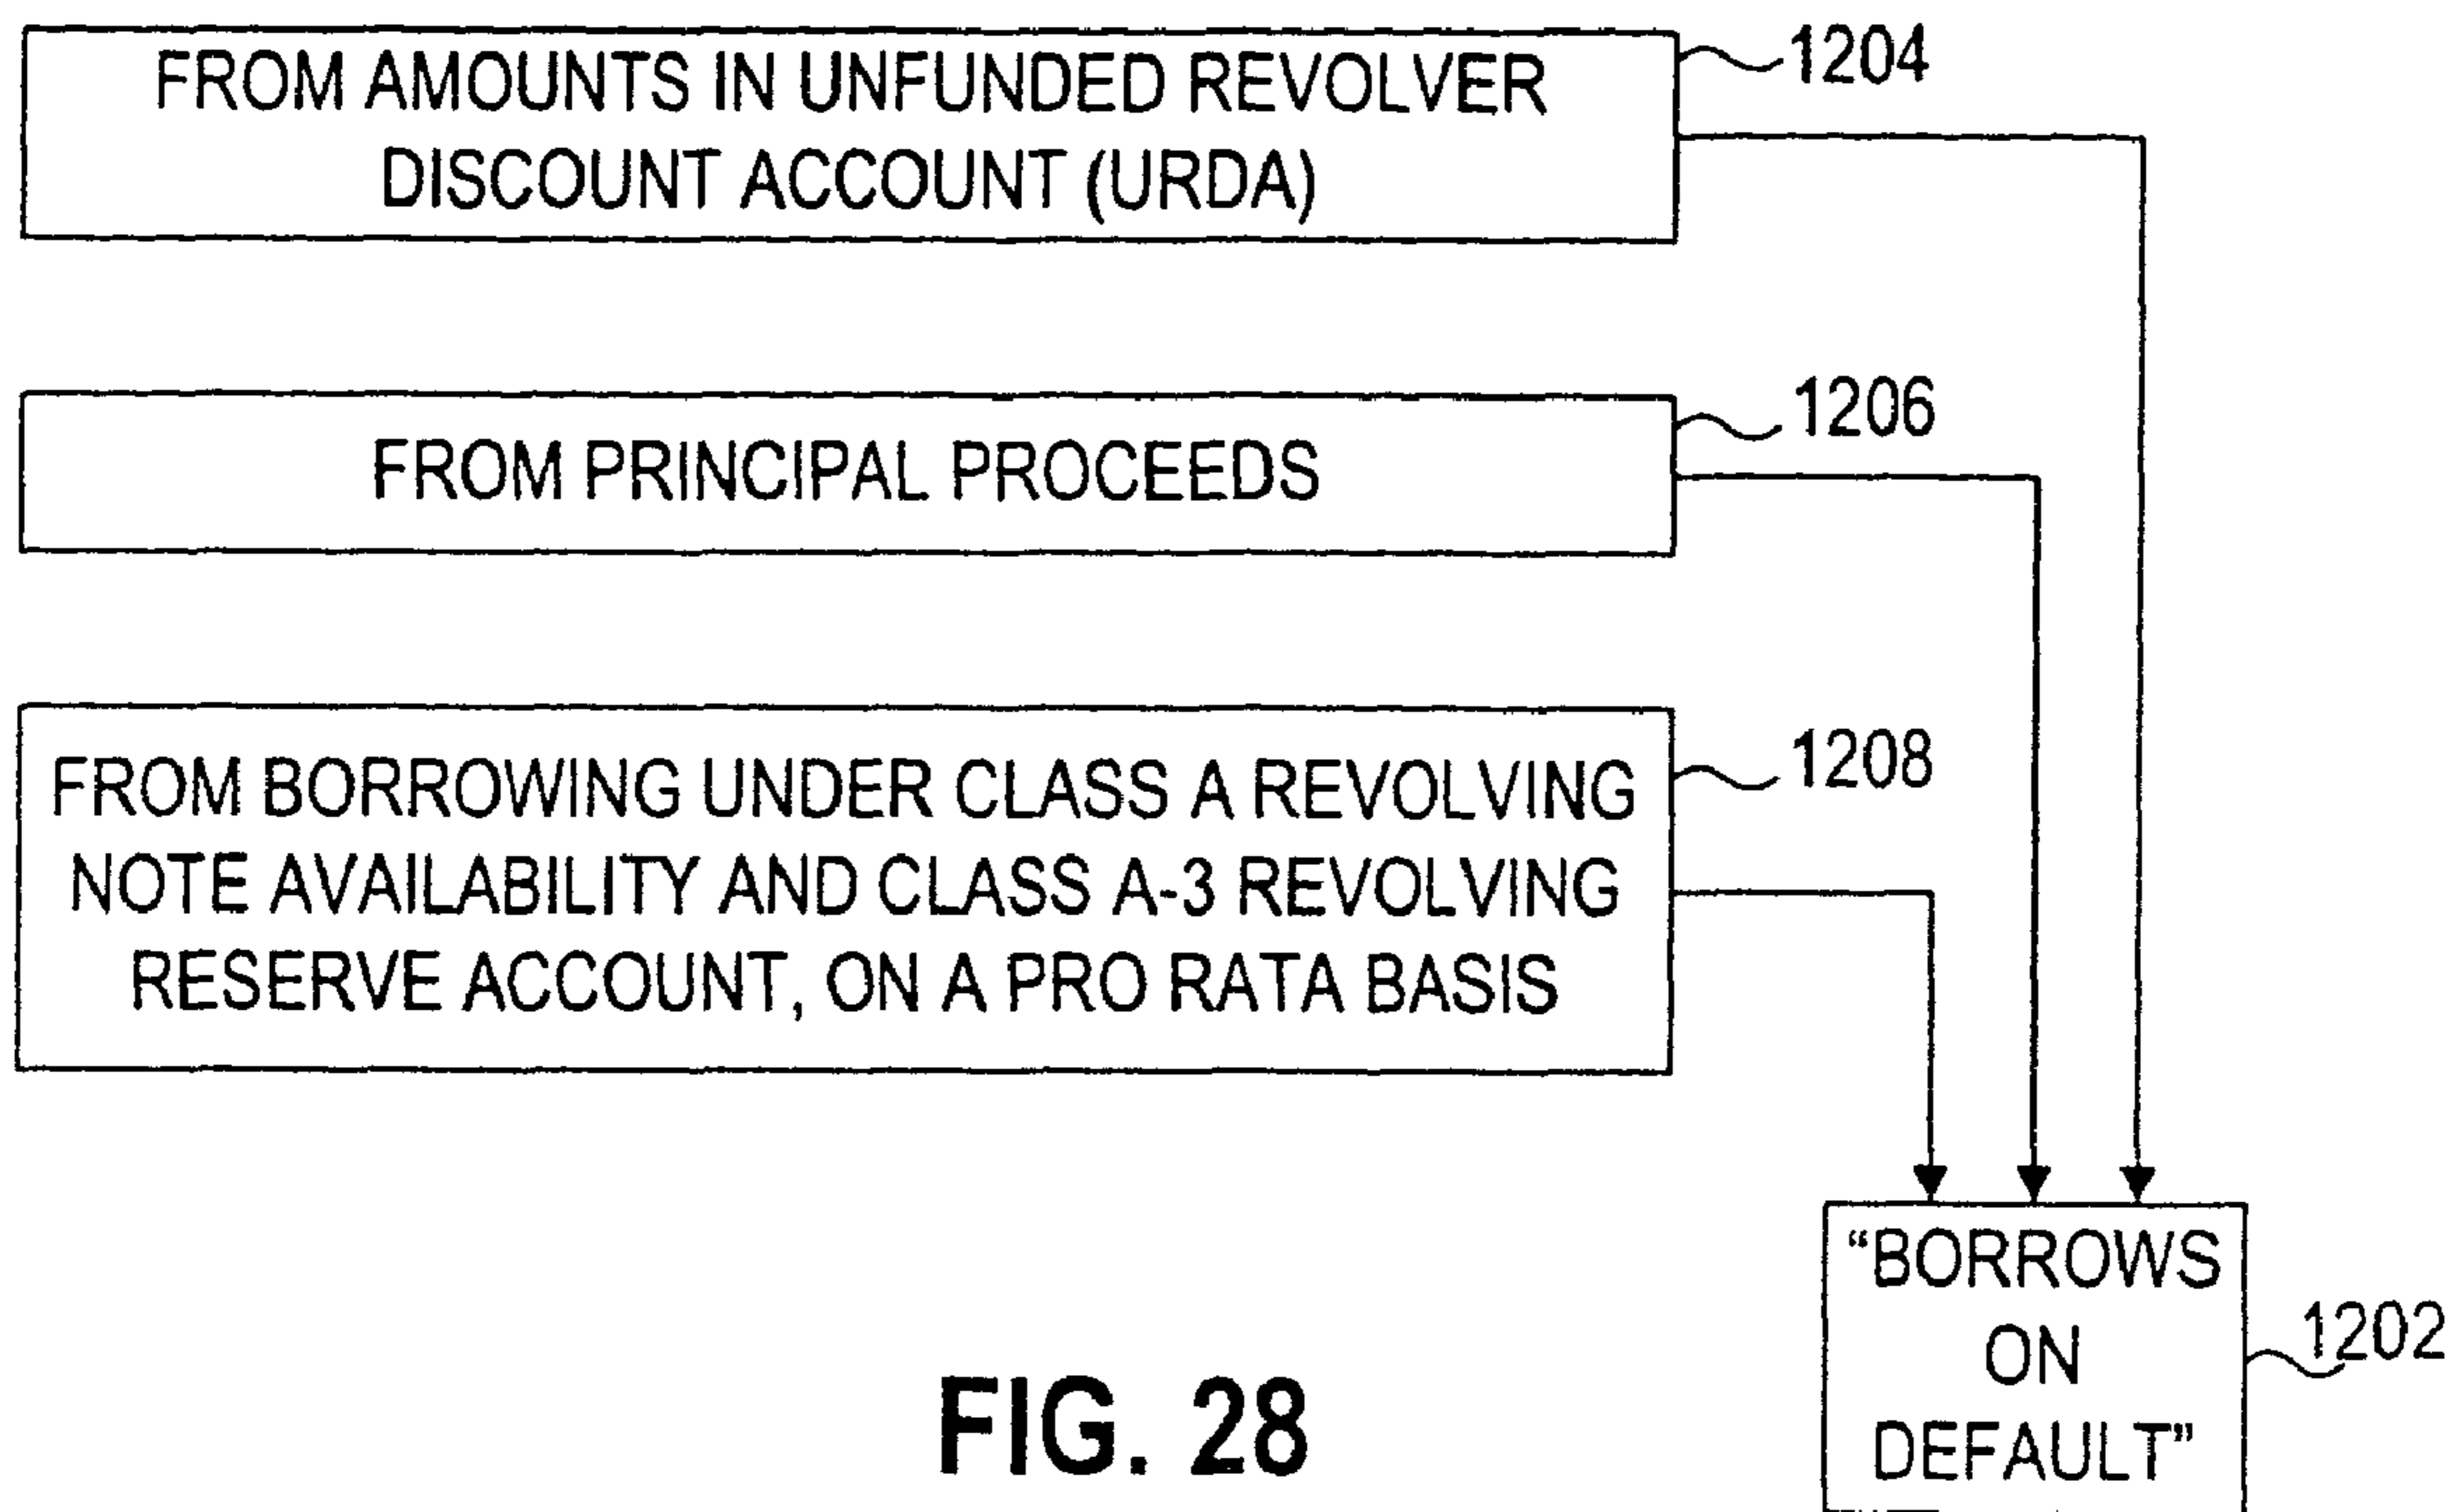 FROM AMOUNTS IN UNFUNDED REVOLVER
DISCOUNT ACCOUNT (URDA)
1204
FROM PRINCIPAL PROCEEDS
1206
FROM BORROWING UNDER CLASS A REVOLVING
NOTE AVAILABILITY AND CLASS A-3 REVOLVING
RESERVE ACCOUNT, ON A PRO RATA BASIS
1208
“BORROWS
ON
DEFAULT”
1202
FIG. 28